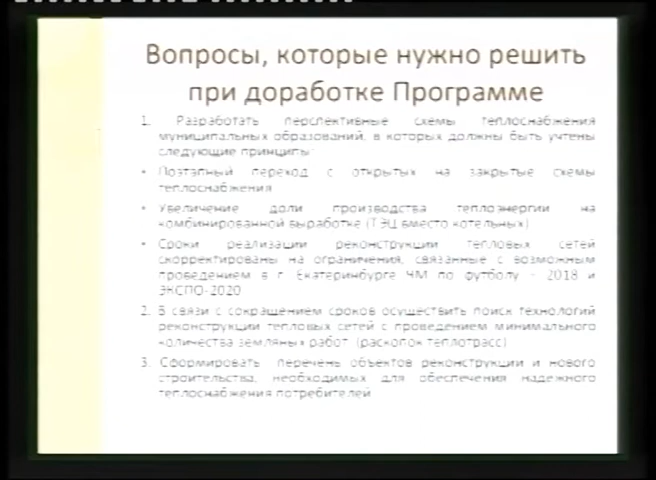 Вопросы, которые нужно решить
при доработке Программе
1. Разработать перспективные схемы теплоснабжения
муниципальных образований, в которых должны быть учтены
следующие принципы:
• Поэтапный переход с открытых на закрытые схемы
теплоснабжения
• Увеличение доли производства теплоэнергии на
комбинированной выработке (ТЭЦ вместо котельных)
• Сроки реализации реконструкции тепловых сетей
скорректированы на ограничения, связанные с возможным
проведением в г. Екатеринбурге ЧМ по футболу - 2018 и
ЭКСПО-2020
2. В связи с сокращением сроков осуществить поиск технологий
реконструкции тепловых сетей с проведением минимального
количества земляных работ (раскопок теплотрасс)
3. Сформировать перечень объектов реконструкции и нового
строительства, необходимых для обеспечения надежного
теплоснабжения потребителей